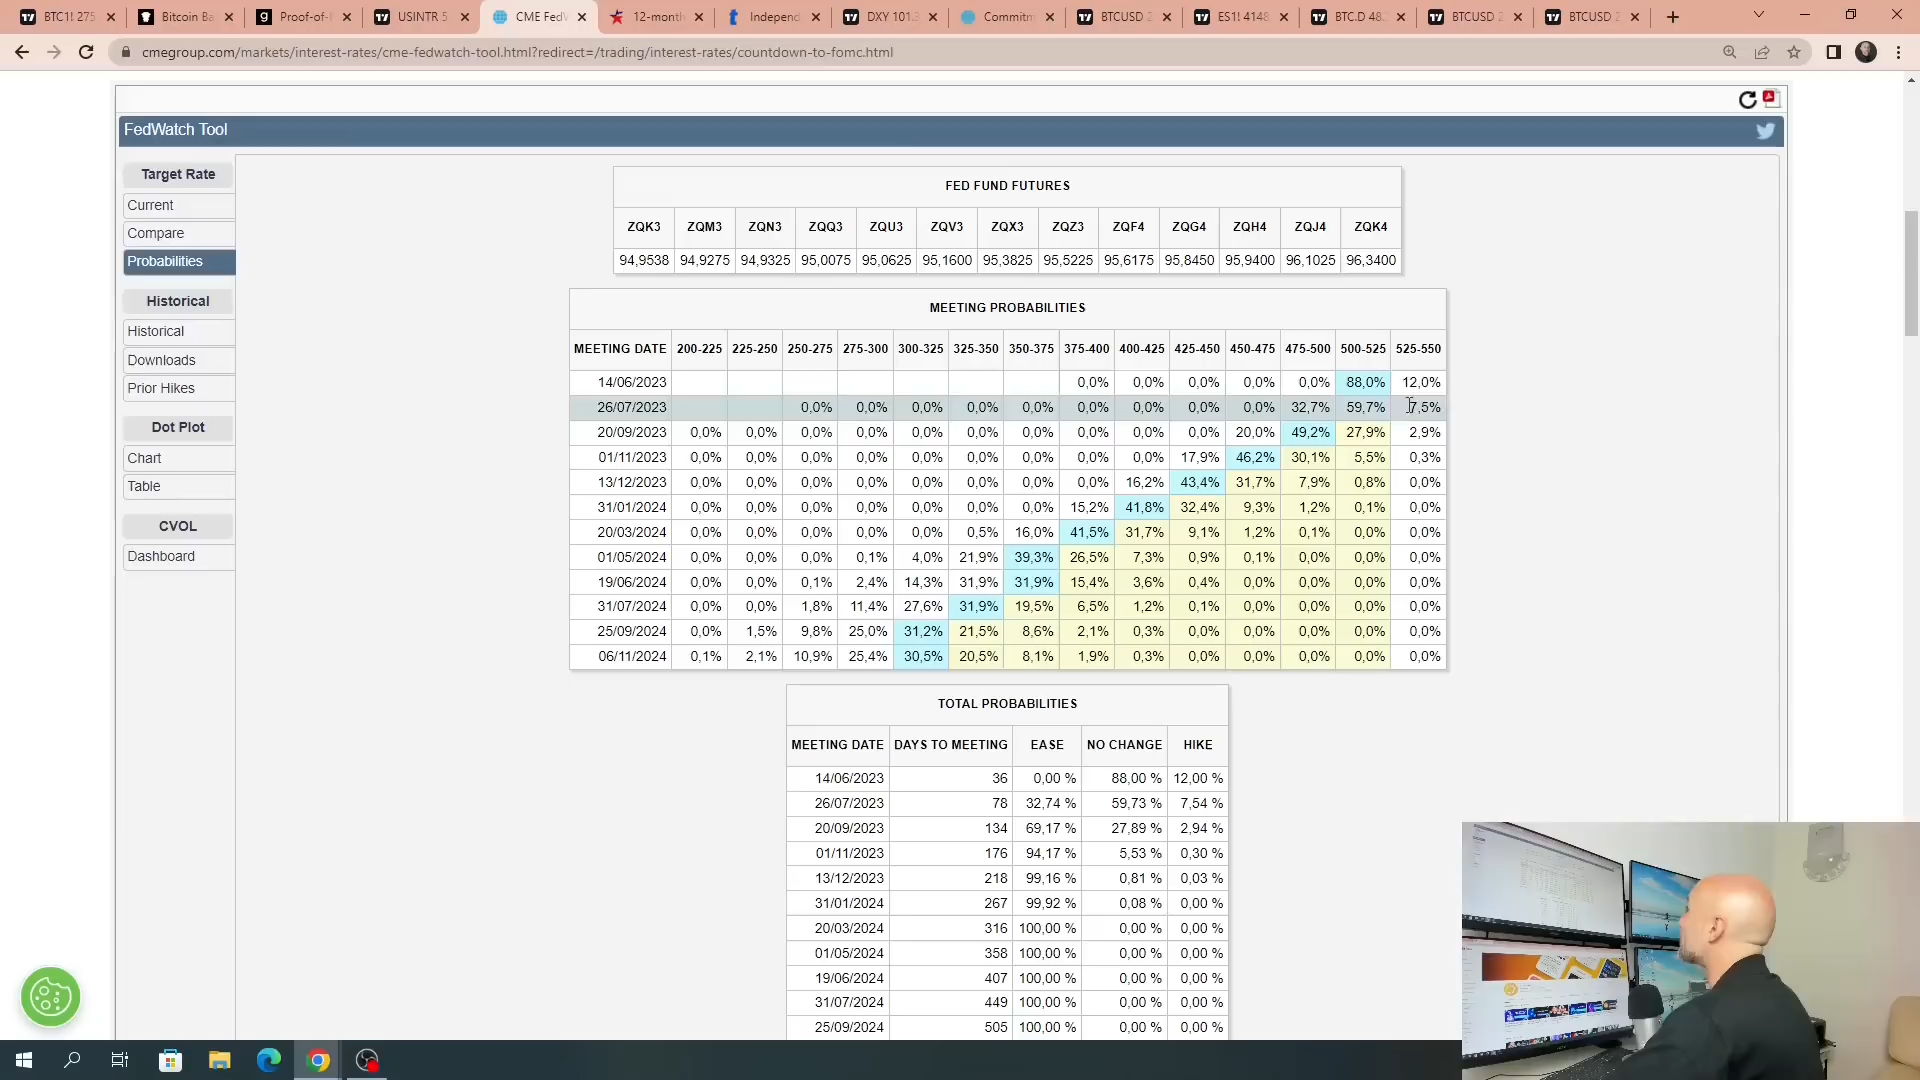 BTC1! 275
Bitcoin Ba
Proof-of-
USINTR 5
CME FedW
12-month
Independ
DXY 101.3
Commitm
BTCUSD 2
ES1! 4148
BTC.D 48.
BTCUSD 2
BTCUSD 2
cmegroup.com/markets/interest-rates/cme-fedwatch-tool.html?redirect=/trading/interest-rates/countdown-to-fomc.html
FedWatch Tool
Target Rate
Current
Compare
Probabilities
Historical
Historical
Downloads
Prior Hikes
Dot Plot
Chart
Table
CVOL
Dashboard
FED FUND FUTURES
ZQK3 ZQM3 ZQN3 ZQQ3 ZQU3 ZQV3 ZQX3 ZQZ3 ZQF4 ZQG4 ZQH4 ZQJ4 ZQK4
94,9538 94,9275 94,9325 95,0075 95,0625 95,1600 95,3825 95,5225 95,6175 95,8450 95,9400 96,1025 96,3400
MEETING PROBABILITIES
MEETING DATE 200-225 225-250 250-275 275-300 300-325 325-350 350-375 375-400 400-425 425-450 450-475 475-500 500-525 525-550
14/06/2023 0,0% 0,0% 0,0% 0,0% 0,0% 88,0% 12,0%
26/07/2023 0,0% 0,0% 0,0% 0,0% 0,0% 0,0% 0,0% 0,0% 0,0% 32,7% 59,7% 7,5%
20/09/2023 0,0% 0,0% 0,0% 0,0% 0,0% 0,0% 0,0% 0,0% 0,0% 0,0% 20,0% 49,2% 27,9% 2,9%
01/11/2023 0,0% 0,0% 0,0% 0,0% 0,0% 0,0% 0,0% 0,0% 0,0% 17,9% 46,2% 30,1% 5,5% 0,3%
13/12/2023 0,0% 0,0% 0,0% 0,0% 0,0% 0,0% 0,0% 0,0% 16,2% 43,4% 31,7% 7,9% 0,8% 0,0%
31/01/2024 0,0% 0,0% 0,0% 0,0% 0,0% 0,0% 0,0% 15,2% 41,8% 32,4% 9,3% 1,2% 0,1% 0,0%
20/03/2024 0,0% 0,0% 0,0% 0,0% 0,0% 0,5% 16,0% 41,5% 31,7% 9,1% 1,2% 0,1% 0,0% 0,0%
01/05/2024 0,0% 0,0% 0,0% 0,1% 4,0% 21,9% 39,3% 26,5% 7,3% 0,9% 0,1% 0,0% 0,0% 0,0%
19/06/2024 0,0% 0,0% 0,1% 2,4% 14,3% 31,9% 31,9% 15,4% 3,6% 0,4% 0,0% 0,0% 0,0% 0,0%
31/07/2024 0,0% 0,0% 1,8% 11,4% 27,6% 31,9% 19,5% 6,5% 1,2% 0,1% 0,0% 0,0% 0,0% 0,0%
25/09/2024 0,0% 1,5% 9,8% 25,0% 31,2% 21,5% 8,6% 2,1% 0,3% 0,0% 0,0% 0,0% 0,0% 0,0%
06/11/2024 0,1% 2,1% 10,9% 25,4% 30,5% 20,5% 8,1% 1,9% 0,3% 0,0% 0,0% 0,0% 0,0% 0,0%
TOTAL PROBABILITIES
MEETING DATE DAYS TO MEETING EASE NO CHANGE HIKE
14/06/2023 36 0,00 % 88,00 % 12,00 %
26/07/2023 78 32,74 % 59,73 % 7,54 %
20/09/2023 134 69,17 % 27,89 % 2,94 %
01/11/2023 176 94,17 % 5,53 % 0,30 %
13/12/2023 218 99,16 % 0,81 % 0,03 %
31/01/2024 267 99,92 % 0,08 % 0,00 %
20/03/2024 316 100,00 % 0,00 % 0,00 %
01/05/2024 358 100,00 % 0,00 % 0,00 %
19/06/2024 407 100,00 % 0,00 % 0,00 %
31/07/2024 449 100,00 % 0,00 % 0,00 %
25/09/2024 505 100,00 % 0,00 % 0,00 %